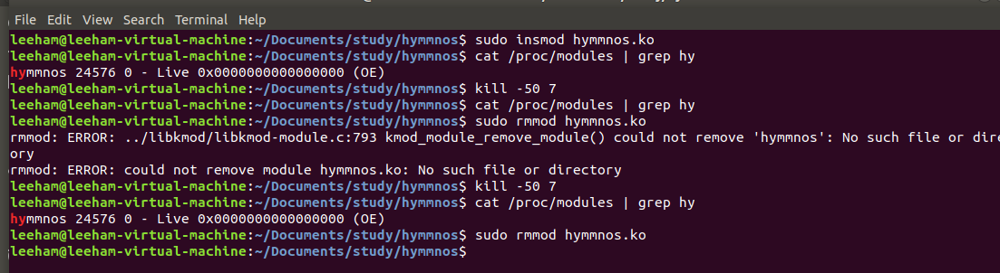 File Edit View Search Terminal Help
leeham@leeham-virtual-machine:~/Documents/study/hymmnos$ sudo insmod hymmnos.ko
leeham@leeham-virtual-machine:~/Documents/study/hymmnos$ cat /proc/modules | grep hy
hymmnos 24576 0 - Live 0x0000000000000000 (OE)
leeham@leeham-virtual-machine:~/Documents/study/hymmnos$ kill -50 7
leeham@leeham-virtual-machine:~/Documents/study/hymmnos$ cat /proc/modules | grep hy
leeham@leeham-virtual-machine:~/Documents/study/hymmnos$ sudo rmmod hymmnos.ko
rmmod: ERROR: ../libkmod/libkmod-module.c:793 kmod_module_remove_module() could not remove 'hymmnos': No such file or dire
ory
rmmod: ERROR: could not remove module hymmnos.ko: No such file or directory
leeham@leeham-virtual-machine:~/Documents/study/hymmnos$ kill -50 7
leeham@leeham-virtual-machine:~/Documents/study/hymmnos$ cat /proc/modules | grep hy
hymmnos 24576 0 - Live 0x0000000000000000 (OE)
leeham@leeham-virtual-machine:~/Documents/study/hymmnos$ sudo rmmod hymmnos.ko
leeham@leeham-virtual-machine:~/Documents/study/hymmnos$